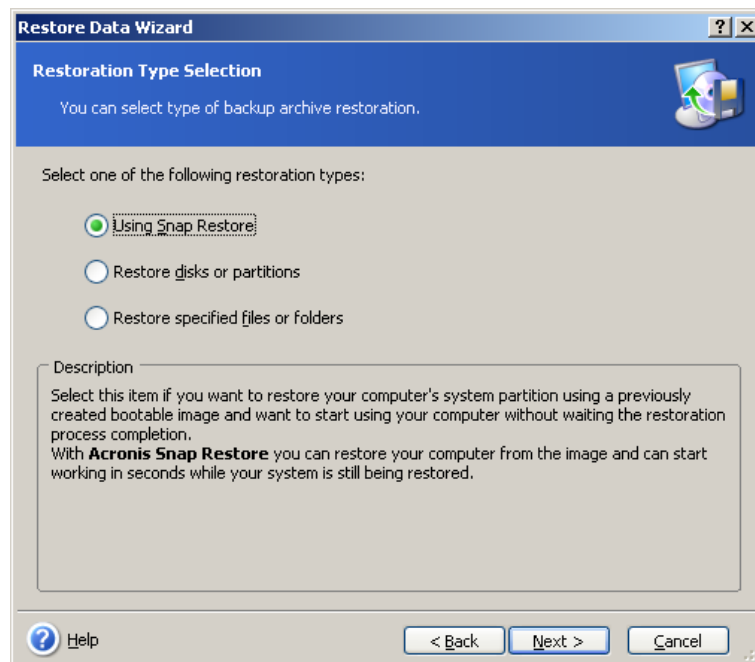 Restore Data Wizard
Restoration Type Selection
You can select type of backup archive restoration.
Select one of the following restoration types:
Using Snap Restore
Restore disks or partitions
Restore specified files or folders
Description
Select this item if you want to restore your computer's system partition using a previously
created bootable image and want to start using your computer without waiting the restoration
process completion.
With Acronis Snap Restore you can restore your computer from the image and can start
working in seconds while your system is still being restored.
Help
< Back
Next >
Cancel